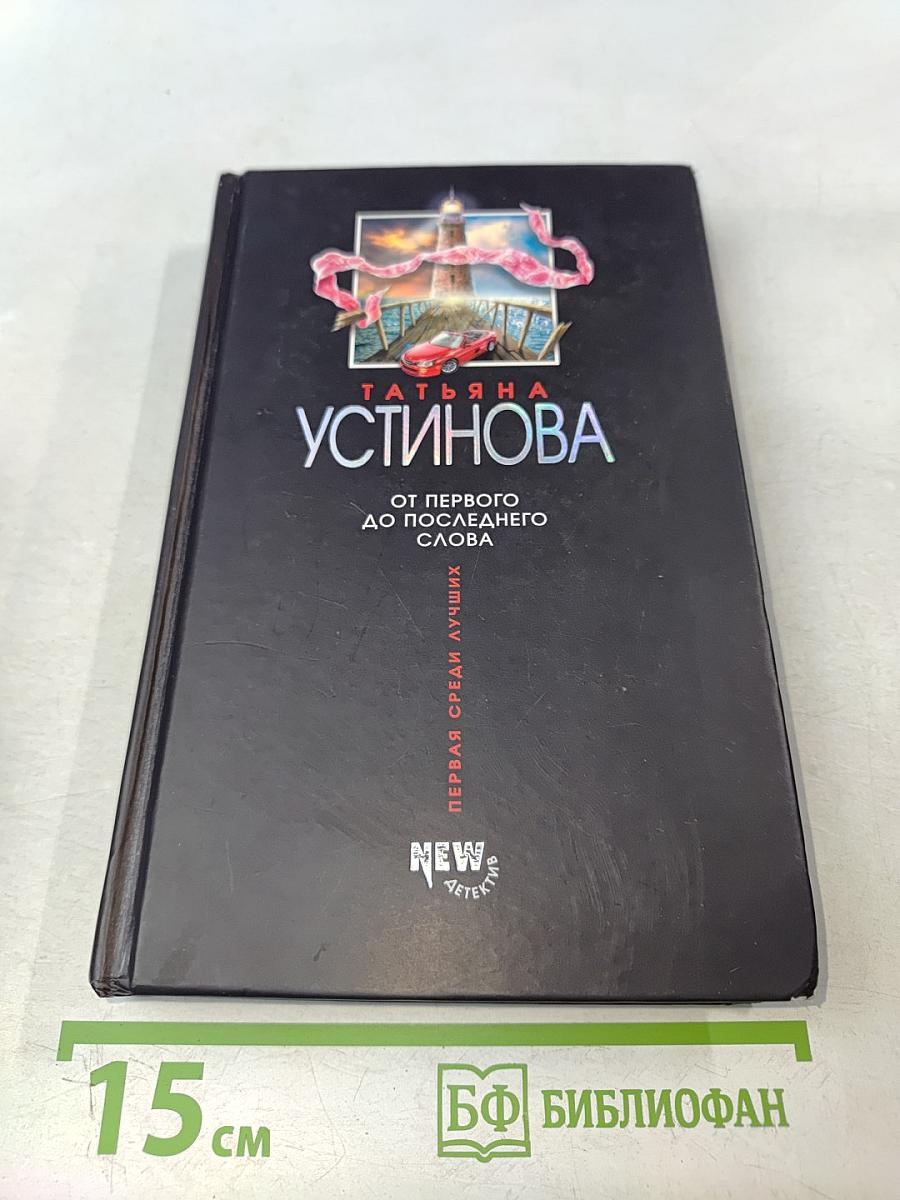 ТАТЬЯНА
УСТИНОВА
ОТ ПЕРВОГО
ДО ПОСЛЕДНЕГО
СЛОВА
ПЕРВАЯ СРЕДИ ЛУЧШИХ
NEW
ДЕТЕКТИВ
15 см
БФ БИБЛИОФАН